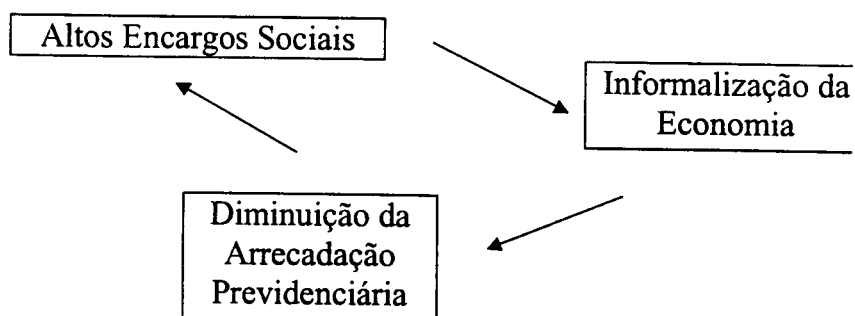 Altos Encargos Sociais
Informalização da
Economia
Diminuição da
Arrecadação
Previdenciária